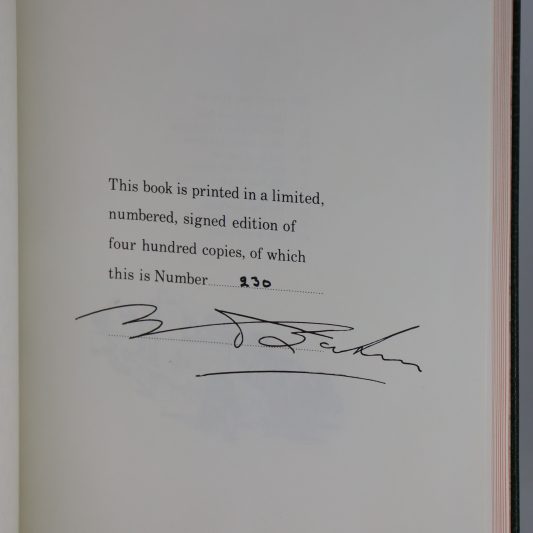 This book is printed in a limited,
numbered, signed edition of
four hundred copies, of which
this is Number 230